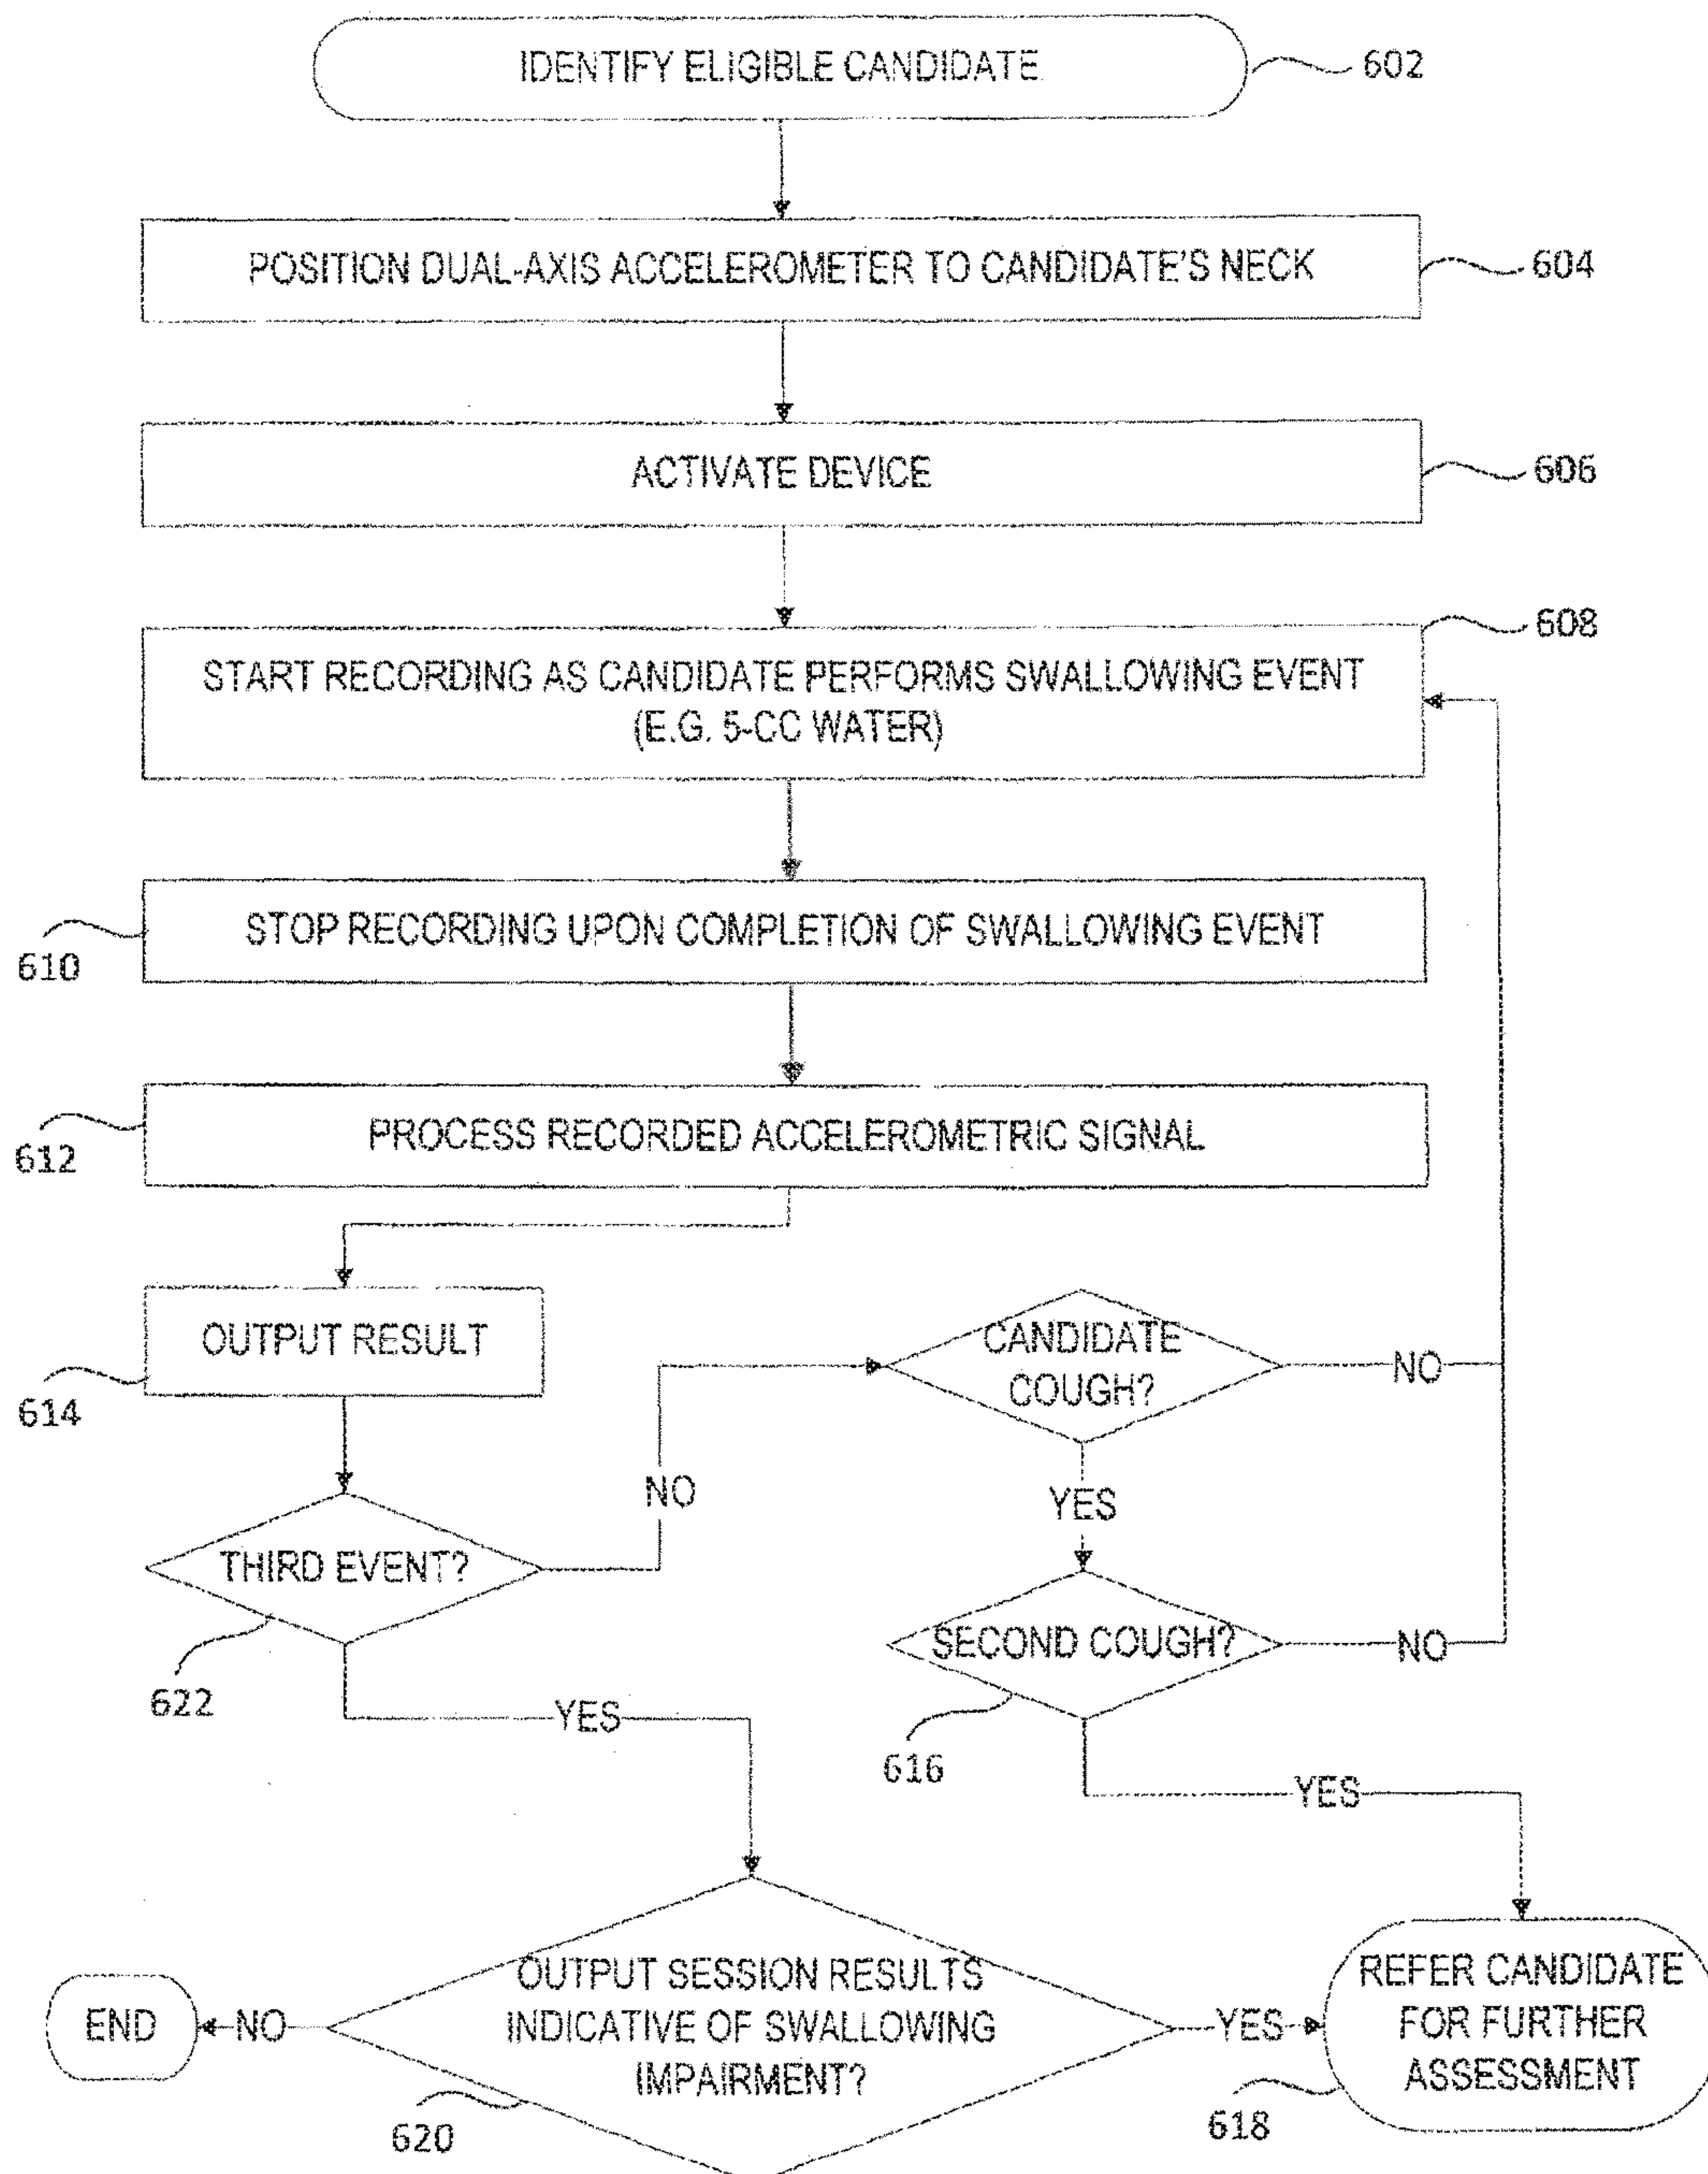 IDENTIFY ELIGIBLE CANDIDATE
602
POSITION DUAL-AXIS ACCELEROMETER TO CANDIDATE'S NECK
604
ACTIVATE DEVICE
606
608
START RECORDING AS CANDIDATE PERFORMS SWALLOWING EVENT
(E.G. 5-CC WATER)
STOP RECORDING UPON COMPLETION OF SWALLOWING EVENT
610
PROCESS RECORDED ACCELEROMETRIC SIGNAL
612
OUTPUT RESULT
614
CANDIDATE
COUGH?
NO
NO
YES
THIRD EVENT?
622
SECOND COUGH?
NO
616
YES
YES
OUTPUT SESSION RESULTS
INDICATIVE OF SWALLOWING
IMPAIRMENT?
620
NO
END
YES
REFER CANDIDATE
FOR FURTHER
ASSESSMENT
618